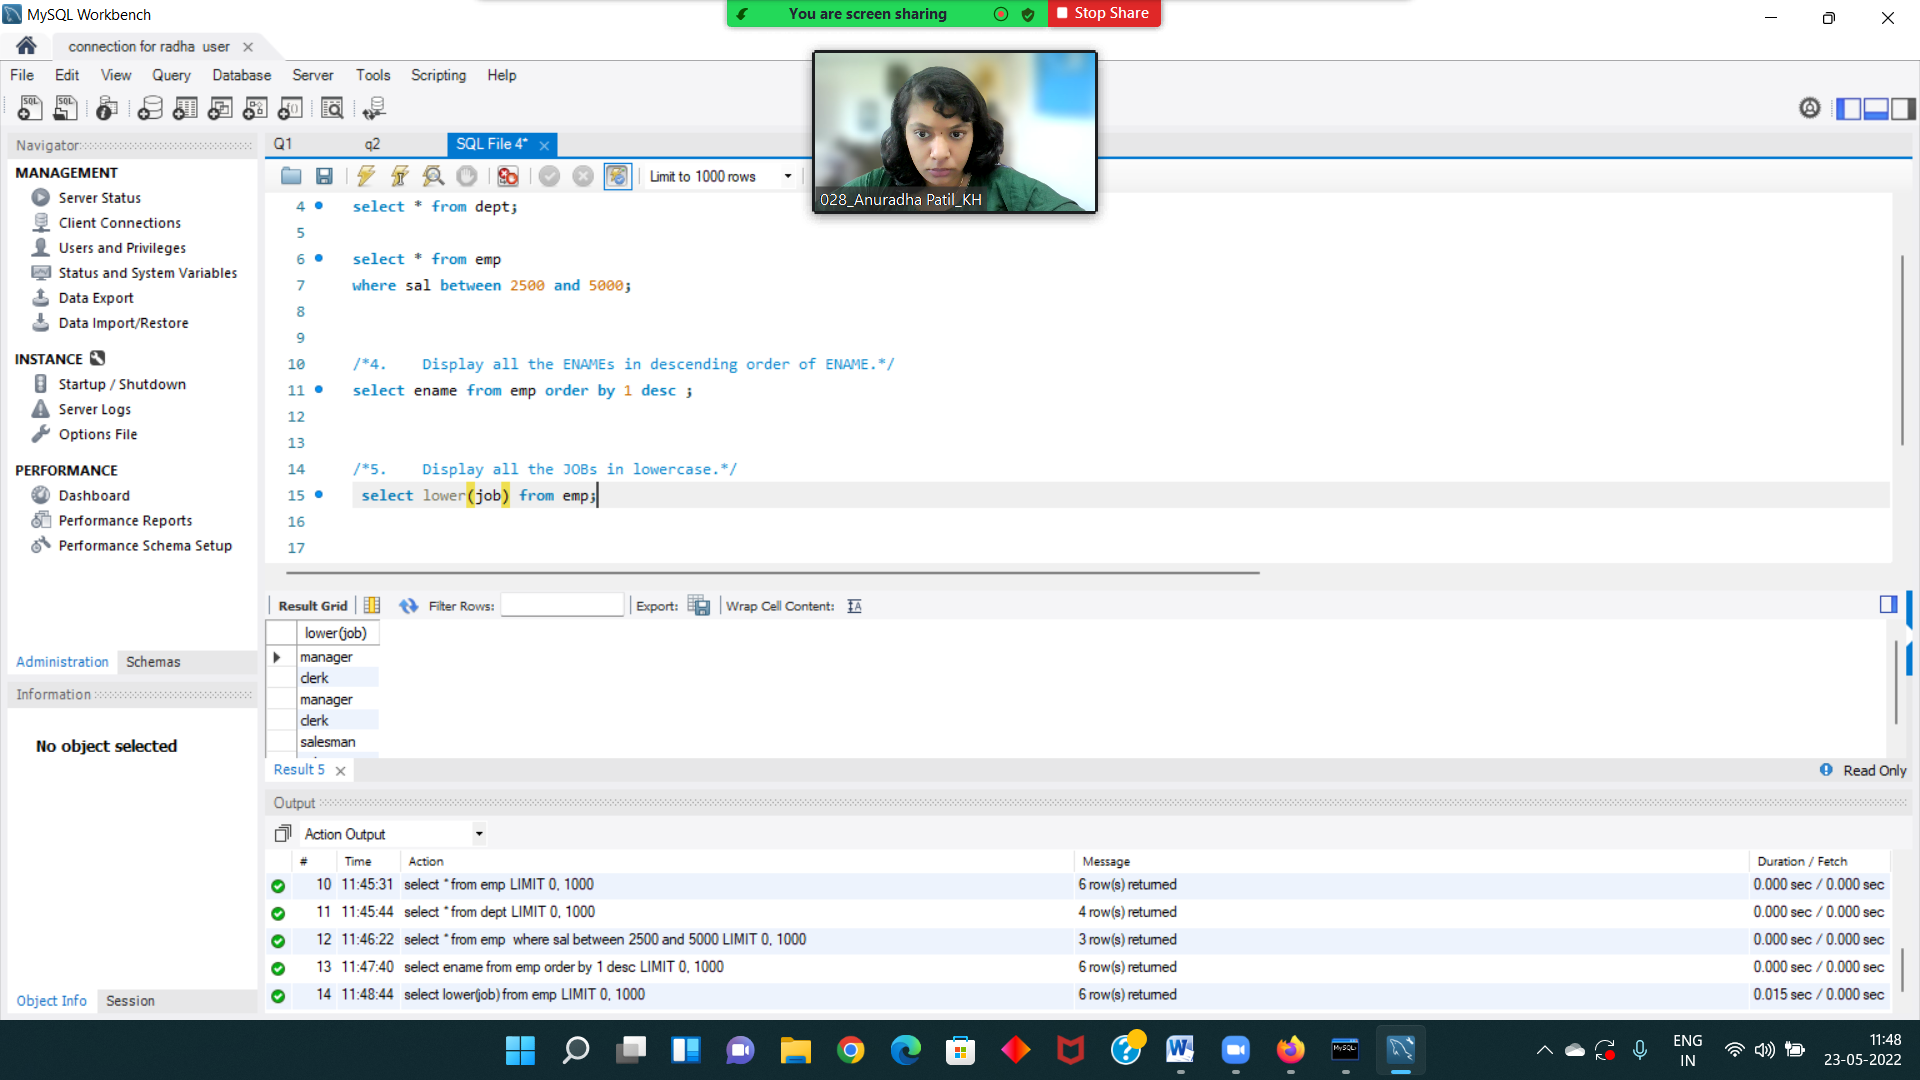 MySQL Workbench
You are screen sharing
Stop Share
connection for radha user
File Edit View Query Database Server Tools Scripting Help
Navigator
MANAGEMENT
Server Status
Client Connections
Users and Privileges
Status and System Variables
Data Export
Data Import/Restore
INSTANCE
Startup / Shutdown
Server Logs
Options File
PERFORMANCE
Dashboard
Performance Reports
Performance Schema Setup
Administration Schemas
Information
No object selected
Object Info Session
Q1 q2 SQL File 4*
Limit to 1000 rows
028_Anuradha Patil_KH
4 select * from dept;
5
6 select * from emp
7 where sal between 2500 and 5000;
8
9
10 /*4. Display all the ENAMEs in descending order of ENAME.*/
11 select ename from emp order by 1 desc ;
12
13
14 /*5. Display all the JOBs in lowercase.*/
15 select lower(job) from emp;
16
17
Result Grid Filter Rows: Export: Wrap Cell Content:
lower(job)
manager
clerk
manager
clerk
salesman
Result 5 Read Only
Output
Action Output
# Time Action Message Duration / Fetch
10 11:45:31 select * from emp LIMIT 0, 1000 6 row(s) returned 0.000 sec / 0.000 sec
11 11:45:44 select * from dept LIMIT 0, 1000 4 row(s) returned 0.000 sec / 0.000 sec
12 11:46:22 select * from emp where sal between 2500 and 5000 LIMIT 0, 1000 3 row(s) returned 0.000 sec / 0.000 sec
13 11:47:40 select ename from emp order by 1 desc LIMIT 0, 1000 6 row(s) returned 0.000 sec / 0.000 sec
14 11:48:44 select lower(job) from emp LIMIT 0, 1000 6 row(s) returned 0.015 sec / 0.000 sec
ENG
IN
11:48
23-05-2022